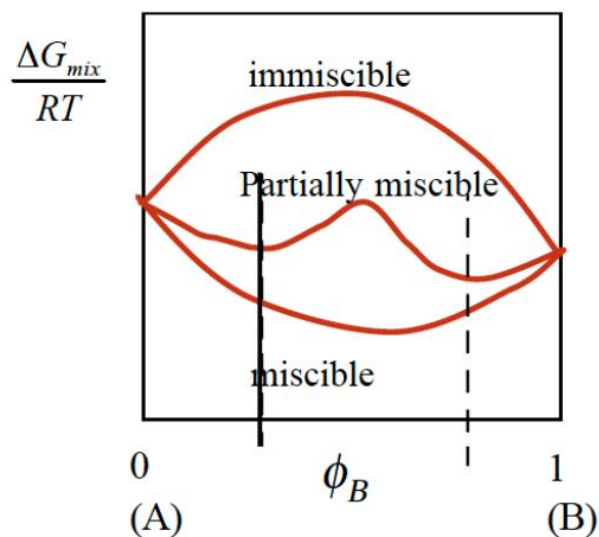 ΔG_mix
RT
immiscible
Partially miscible
miscible
0 ϕ_B 1
(A) (B)